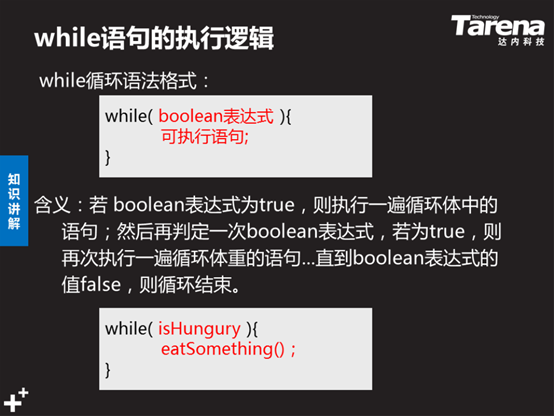 while语句的执行逻辑
Technology
Tarena
达内科技
while循环语法格式：
while( boolean表达式 ){
可执行语句;
}
知识讲解
含义：若 boolean表达式为true，则执行一遍循环体中的
语句；然后再判定一次boolean表达式，若为true，则
再次执行一遍循环体重的语句...直到boolean表达式的
值false，则循环结束。
while( isHungury ){
eatSomething() ;
}